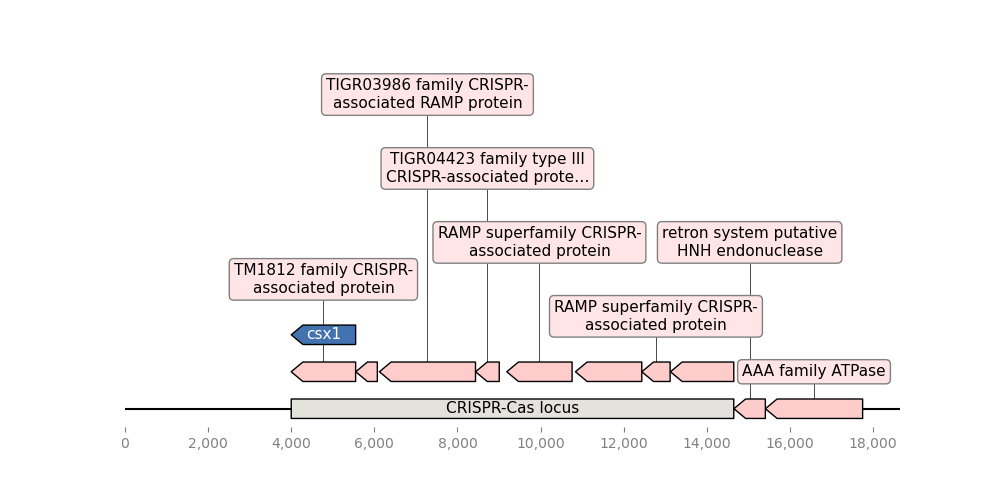 TIGR03986 family CRISPR-
associated RAMP protein
TIGR04423 family type III
CRISPR-associated prote…
RAMP superfamily CRISPR-
associated protein
retron system putative
HNH endonuclease
TM1812 family CRISPR-
associated protein
RAMP superfamily CRISPR-
associated protein
csx1
AAA family ATPase
CRISPR-Cas locus
0 2,000 4,000 6,000 8,000 10,000 12,000 14,000 16,000 18,000